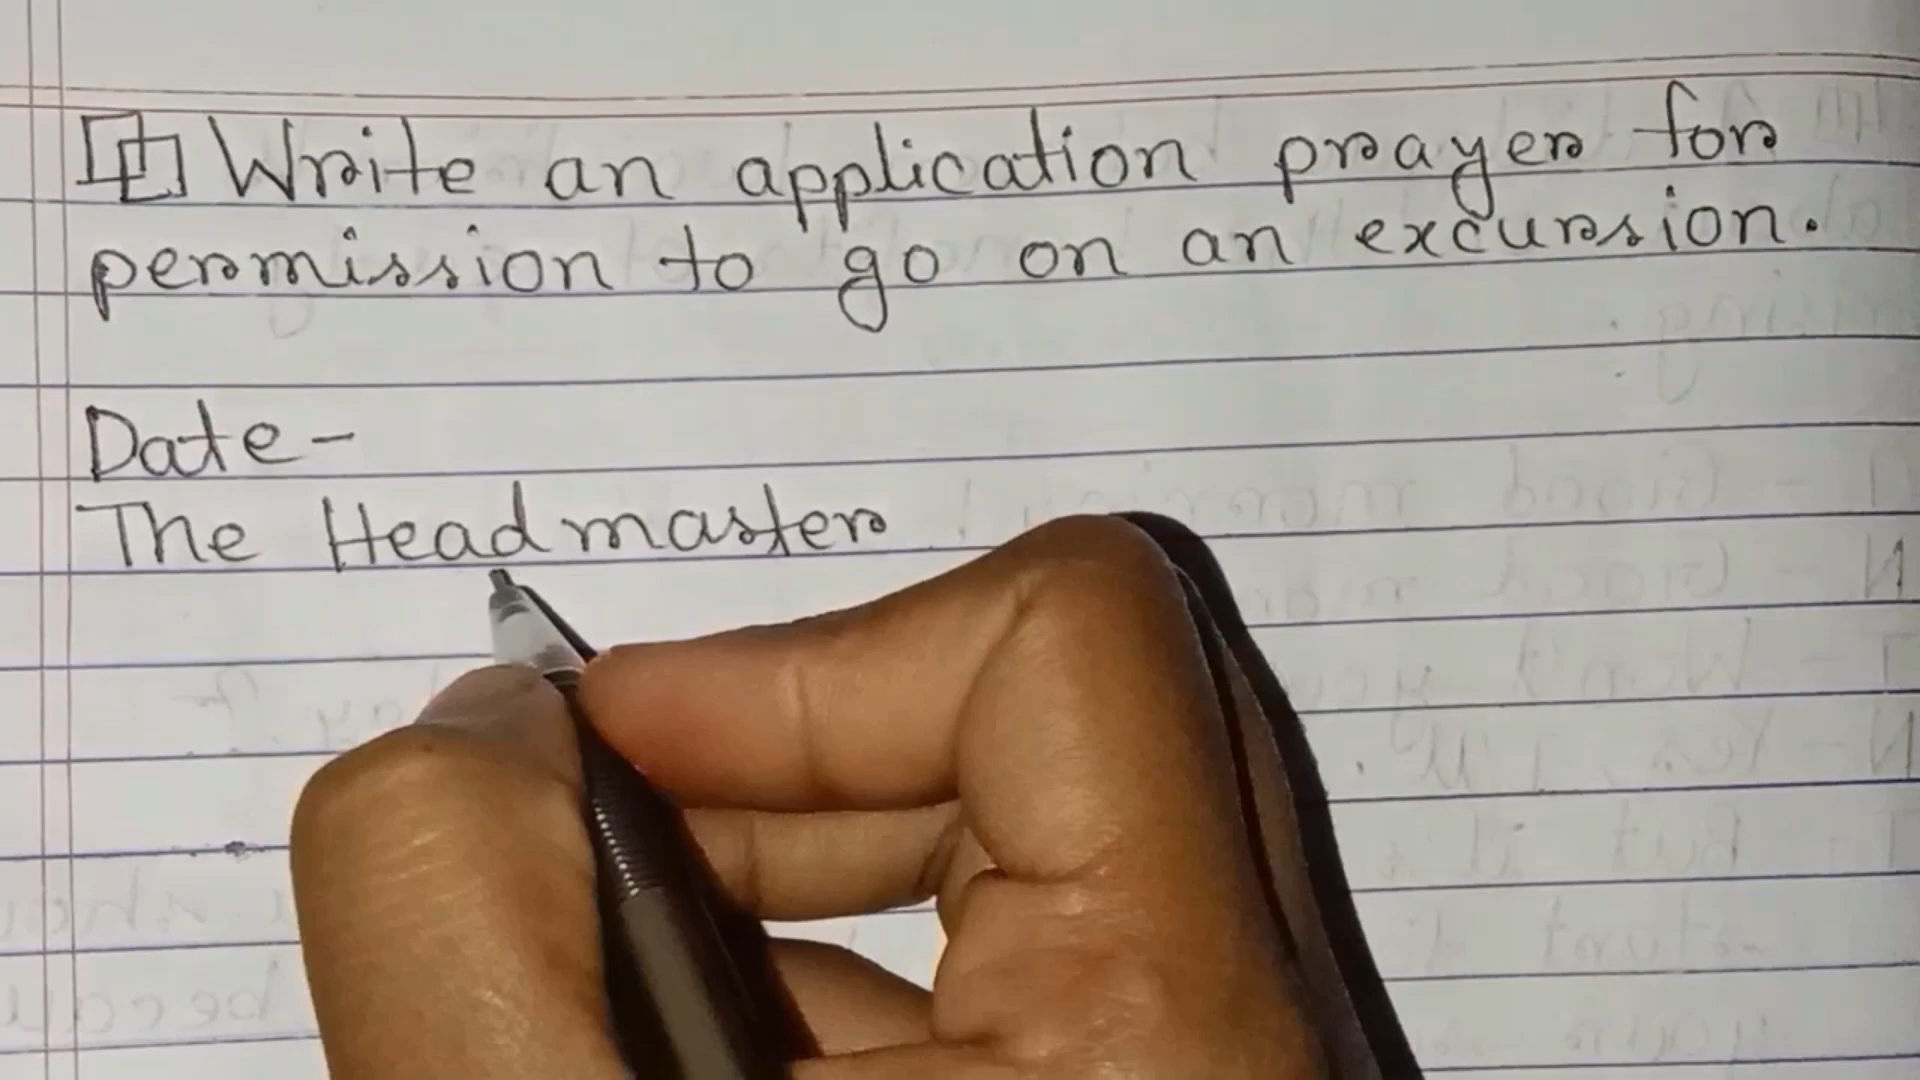 Write an application prayer for
permission to go on an excursion.
Date-
The Headmaster